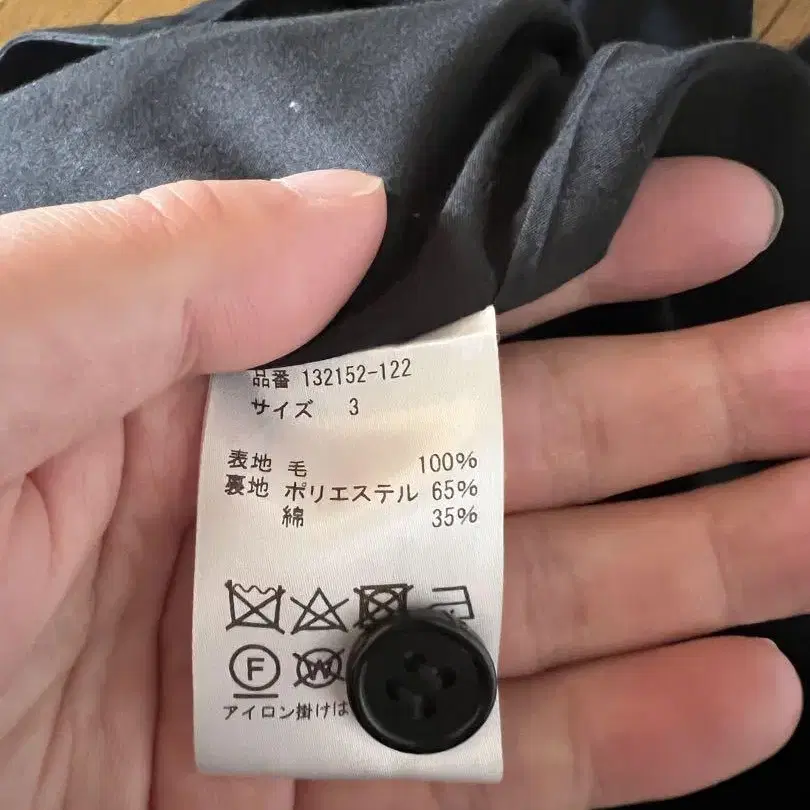 品番 132152-122
サイズ 3
表地 毛 100%
裏地 ポリエステル 65%
綿 35%
F W
アイロン掛けは